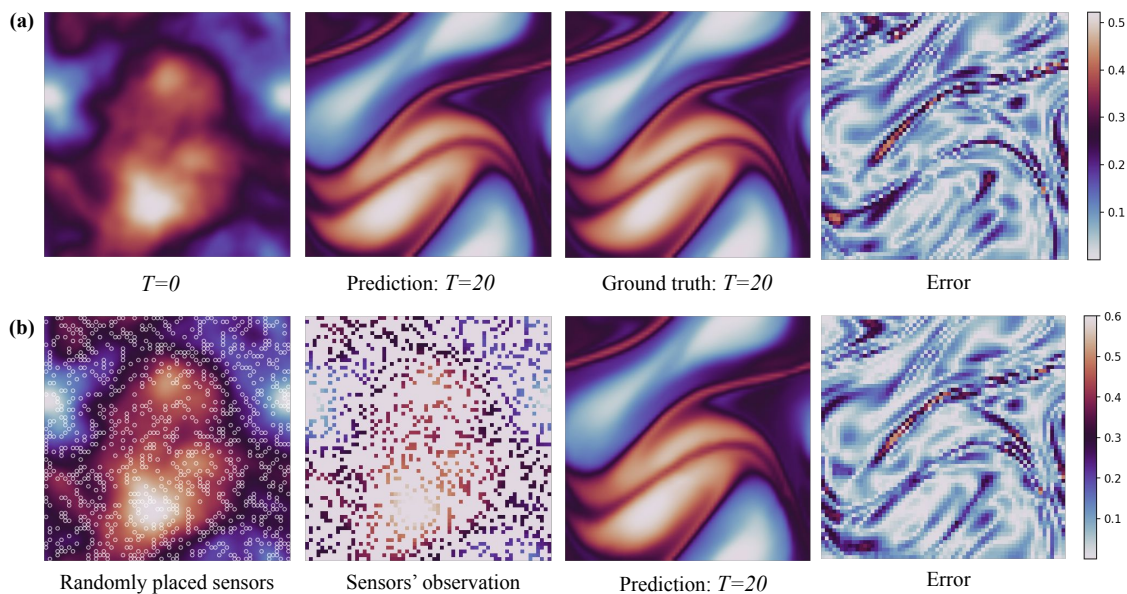 (a)
0.5
0.4
0.3
0.2
0.1
T=0
Prediction: T=20
Ground truth: T=20
Error
(b)
0.6
0.5
0.4
0.3
0.2
0.1
Randomly placed sensors
Sensors’ observation
Prediction: T=20
Error